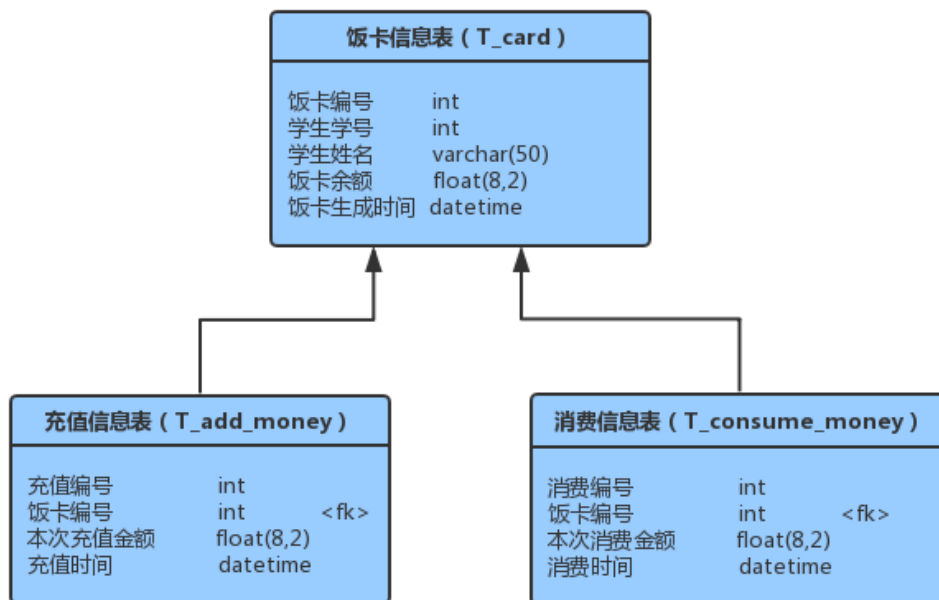 饭卡信息表（T_card）
饭卡编号 int
学生学号 int
学生姓名 varchar(50)
饭卡余额 float(8,2)
饭卡生成时间 datetime
充值信息表（T_add_money）
充值编号 int
饭卡编号 int <fk>
本次充值金额 float(8,2)
充值时间 datetime
消费信息表（T_consume_money）
消费编号 int
饭卡编号 int <fk>
本次消费金额 float(8,2)
消费时间 datetime